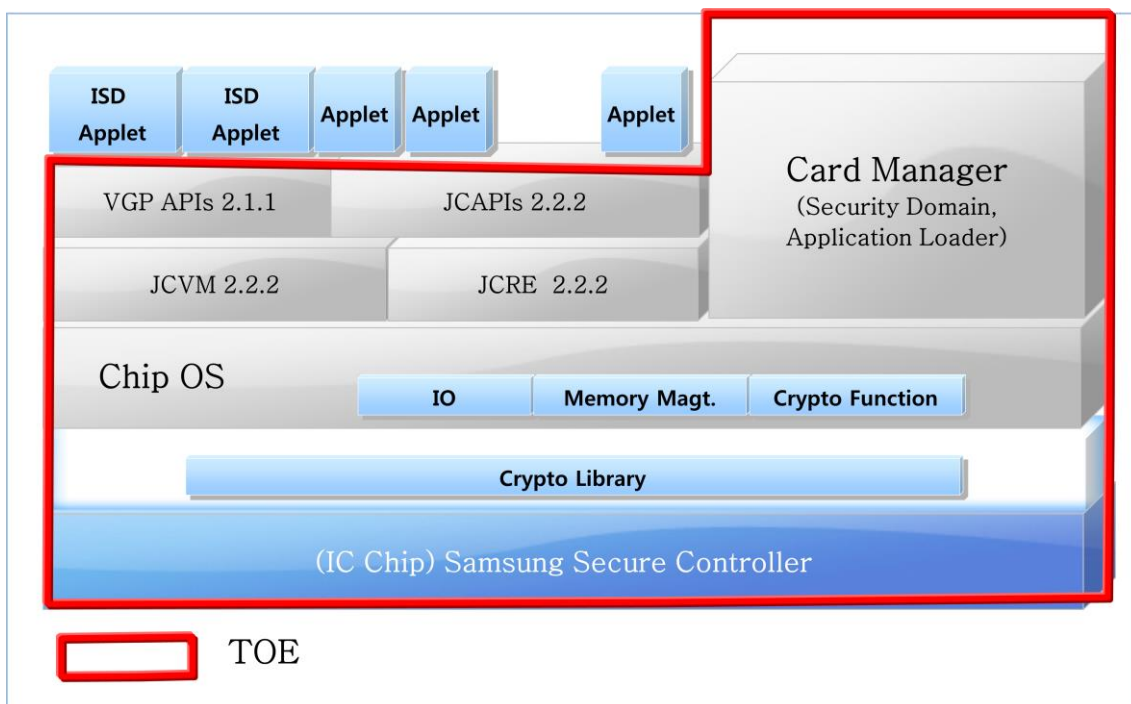 ISD
Applet
ISD
Applet
Applet
Applet
Applet
Card Manager
(Security Domain,
Application Loader)
VGP APIs 2.1.1
JCAPIs 2.2.2
JCVM 2.2.2
JCRE 2.2.2
Chip OS
IO
Memory Magt.
Crypto Function
Crypto Library
(IC Chip) Samsung Secure Controller
TOE